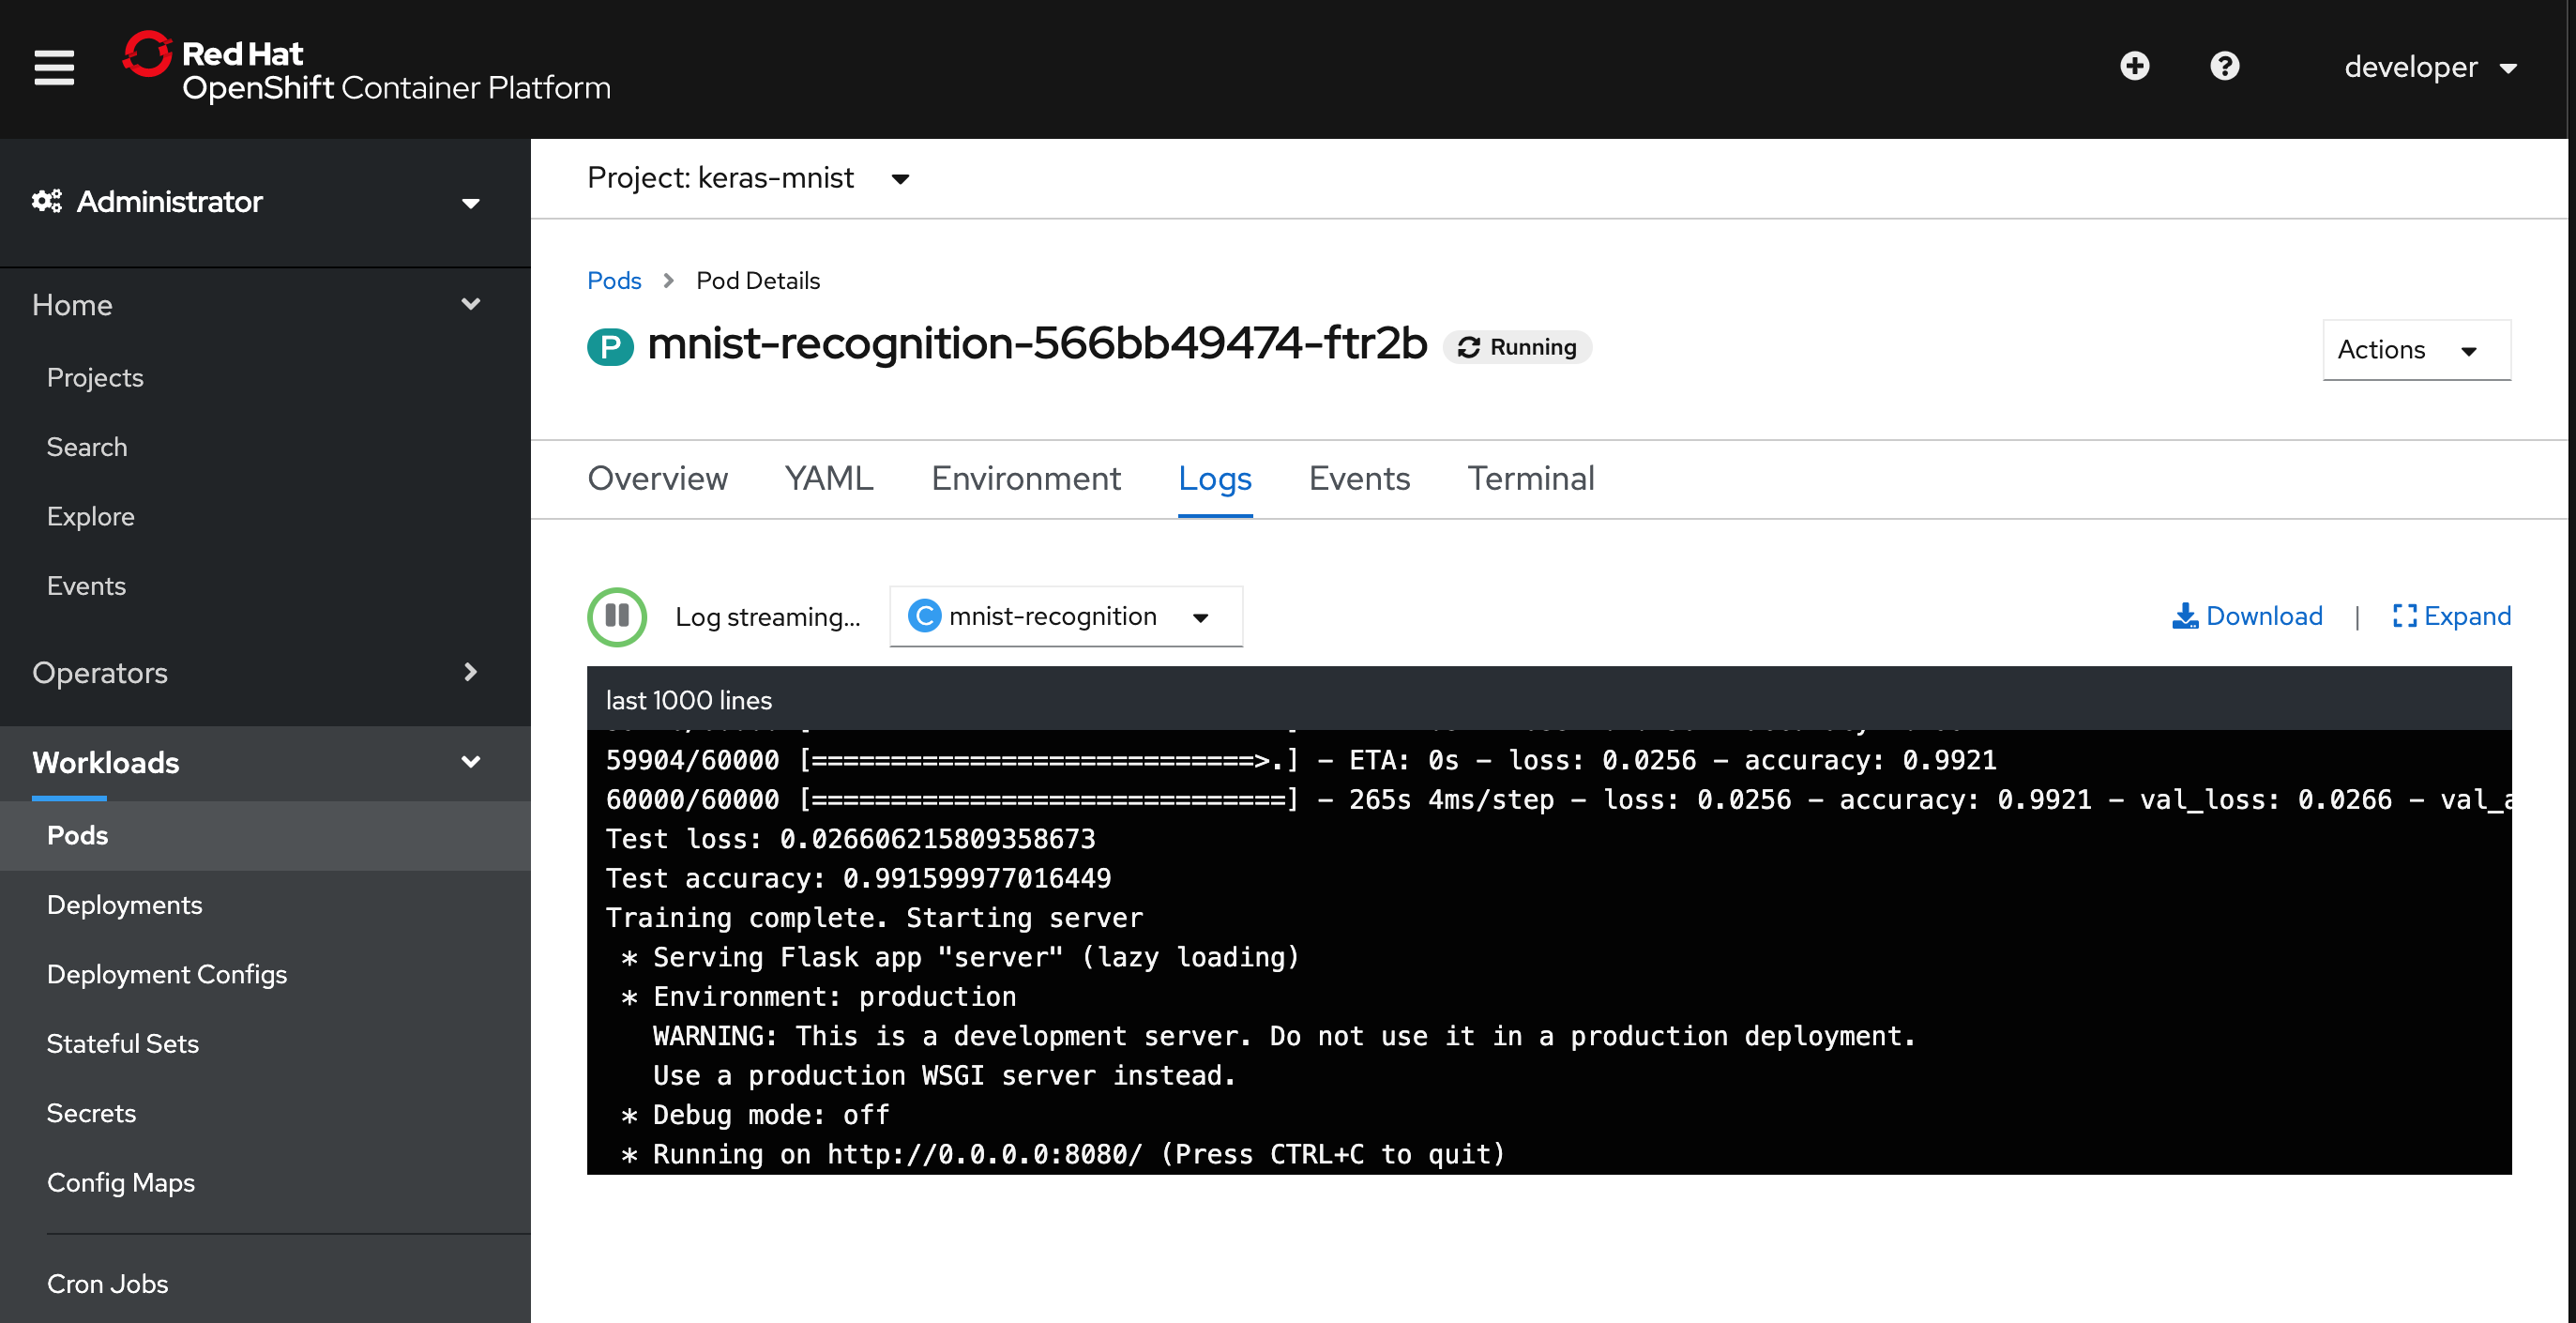 Red Hat
OpenShift Container Platform
developer
Administrator
Home
Projects
Search
Explore
Events
Operators
Workloads
Pods
Deployments
Deployment Configs
Stateful Sets
Secrets
Config Maps
Cron Jobs
Project: keras-mnist
Pods > Pod Details
P mnist-recognition-566bb49474-ftr2b Running
Actions
Overview YAML Environment Logs Events Terminal
Log streaming... C mnist-recognition Download | Expand
last 1000 lines
59904/60000 [============================>.] - ETA: 0s - loss: 0.0256 - accuracy: 0.9921
60000/60000 [==============================] - 265s 4ms/step - loss: 0.0256 - accuracy: 0.9921 - val_loss: 0.0266 -
Test loss: 0.026606215809358673
Test accuracy: 0.991599977016449
Training complete. Starting server
* Serving Flask app "server" (lazy loading)
* Environment: production
WARNING: This is a development server. Do not use it in a production deployment.
Use a production WSGI server instead.
* Debug mode: off
* Running on http://0.0.0.0:8080/ (Press CTRL+C to quit)